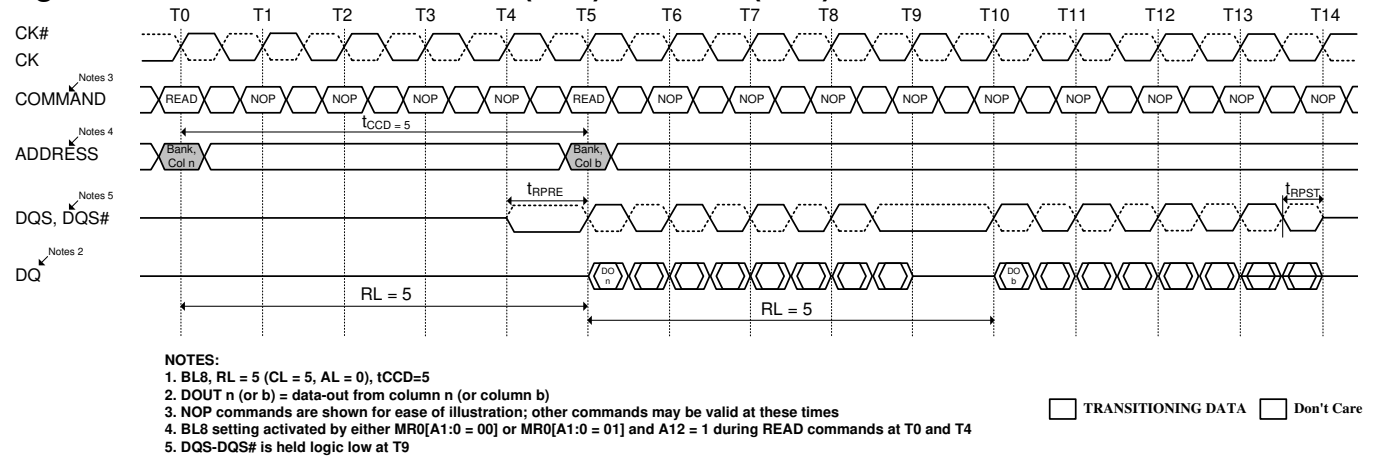 T0 T1 T2 T3 T4 T5 T6 T7 T8 T9 T10 T11 T12 T13 T14
CK#
CK
Notes 3
COMMAND READ NOP NOP NOP NOP READ NOP NOP NOP NOP NOP NOP NOP NOP NOP
tCCD = 5
Notes 4
ADDRESS Bank, Col n Bank, Col b
Notes 5
tRPRE tRPST
DQS, DQS#
Notes 2
DQ DO n DO b
RL = 5
RL = 5
NOTES:
1. BL8, RL = 5 (CL = 5, AL = 0), tCCD=5
2. DOUT n (or b) = data-out from column n (or column b)
3. NOP commands are shown for ease of illustration; other commands may be valid at these times
4. BL8 setting activated by either MR0[A1:0 = 00] or MR0[A1:0 = 01] and A12 = 1 during READ commands at T0 and T4
5. DQS-DQS# is held logic low at T9
TRANSITIONING DATA Don't Care